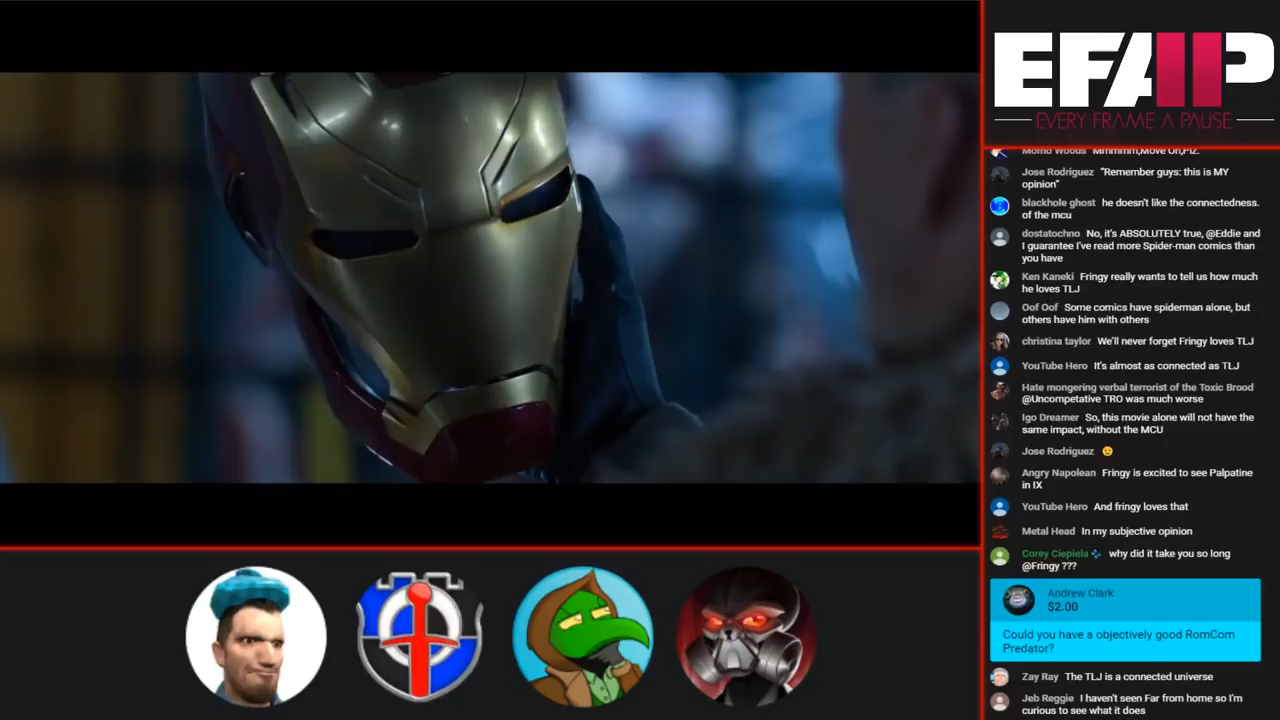 EFAP
EVERY FRAME A PAUSE
Momo Woods Mmmmm,Move On,Plz.
Jose Rodriguez "Remember guys: this is MY
opinion"
blackhole ghost he doesn't like the connectedness.
of the mcu
dostatochno No, it's ABSOLUTELY true, @Eddie and
I guarantee I've read more Spider-man comics than
you have
Ken Kaneki Fringy really wants to tell us how much
he loves TLJ
Oof Oof Some comics have spiderman alone, but
others have him with others
christina taylor We'll never forget Fringy loves TLJ
YouTube Hero It's almost as connected as TLJ
Hate mongering verbal terrorist of the Toxic Brood
@Uncompetative TRO was much worse
Igo Dreamer So, this movie alone will not have the
same impact, without the MCU
Jose Rodriguez 😉
Angry Napolean Fringy is excited to see Palpatine
in IX
YouTube Hero And fringy loves that
Metal Head In my subjective opinion
Corey Ciepiela why did it take you so long
@Fringy ???
Andrew Clark
$2.00
Could you have a objectively good RomCom
Predator?
Zay Ray The TLJ is a connected universe
Jeb Reggie I haven't seen Far from home so I'm
curious to see what it does